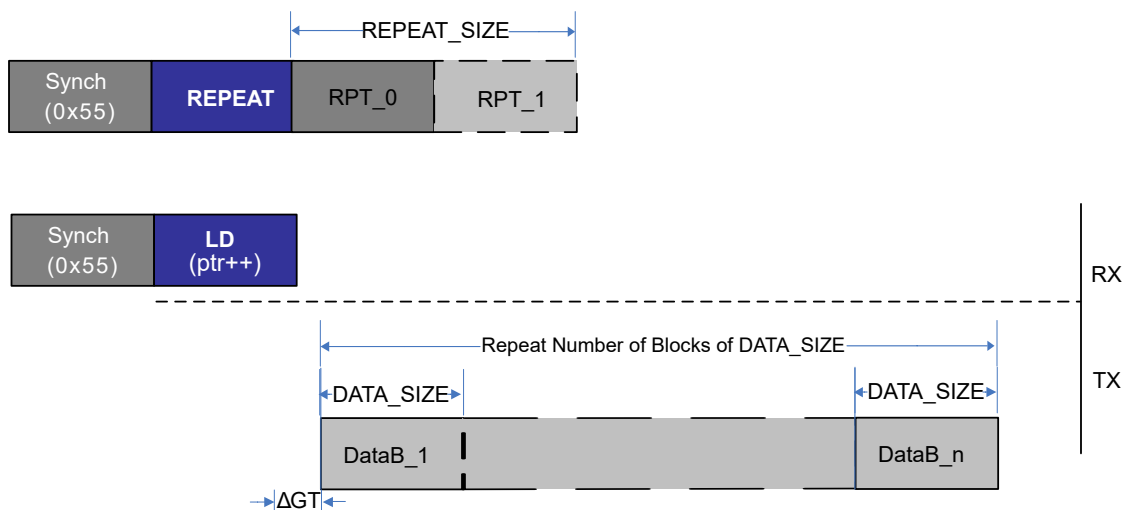 REPEAT_SIZE
Synch
(0x55)
REPEAT
RPT_0
RPT_1
Synch
(0x55)
LD
(ptr++)
RX
Repeat Number of Blocks of DATA_SIZE
TX
DATA_SIZE
DATA_SIZE
DataB_1
DataB_n
ΔGT